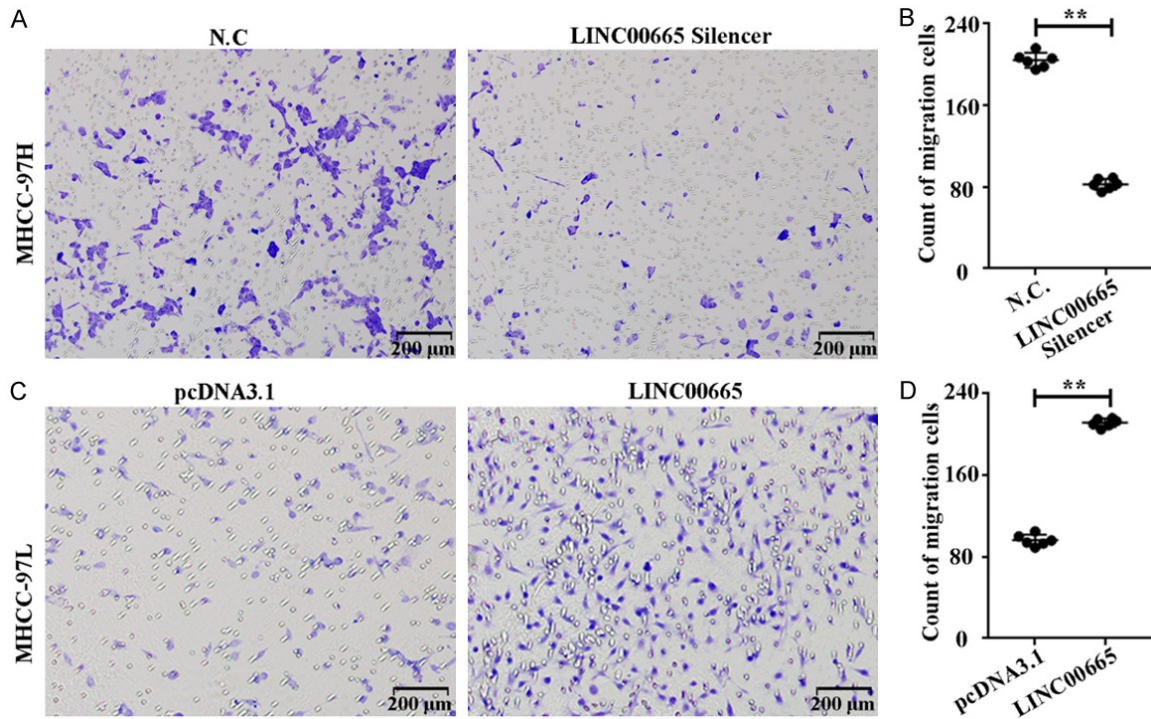 A
N.C
LINC00665 Silencer
MHCC-97H
200 μm
200 μm
B
240
160
80
0
Count of migration cells
**
N.C.
LINC00665
Silencer
C
pcDNA3.1
LINC00665
MHCC-97L
200 μm
200 μm
D
240
160
80
0
Count of migration cells
**
pcDNA3.1
LINC00665